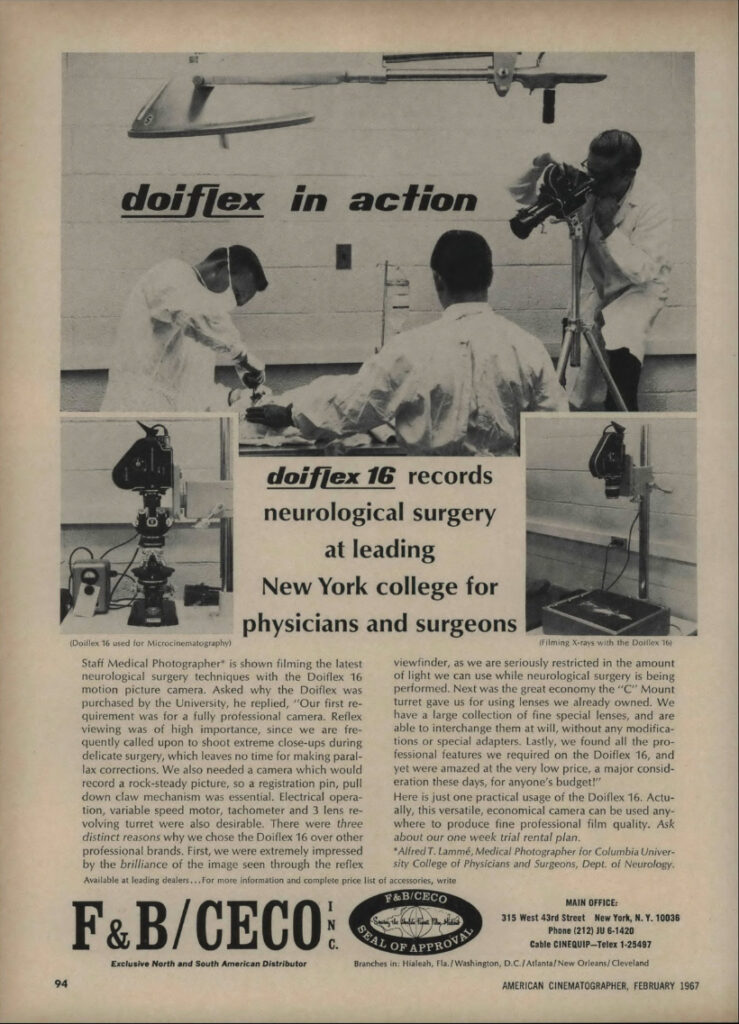 doiflex in action
doiflex 16 records
neurological surgery
at leading
New York college for
physicians and surgeons
(Doiflex 16 used for Microcinematography)
(Filming X-rays with the Doiflex 16)
Staff Medical Photographer* is shown filming the latest
neurological surgery techniques with the Doiflex 16
motion picture camera. Asked why the Doiflex was
purchased by the University, he replied, "Our first re-
quirement was for a fully professional camera. Reflex
viewing was of high importance, since we are fre-
quently called upon to shoot extreme close-ups during
delicate surgery, which leaves no time for making paral-
lax corrections. We also needed a camera which would
record a rock-steady picture, so a registration pin, pull
down claw mechanism was essential. Electrical opera-
tion, variable speed motor, tachometer and 3 lens re-
volving turret were also desirable. There were three
distinct reasons why we chose the Doiflex 16 over other
professional brands. First, we were extremely impressed
by the brilliance of the image seen through the reflex
viewfinder, as we are seriously restricted in the amount
of light we can use while neurological surgery is being
performed. Next was the great economy the "C" Mount
turret gave us for using lenses we already owned. We
have a large collection of fine special lenses, and are
able to interchange them at will, without any modifica-
tions or special adapters. Lastly, we found all the pro-
fessional features we required on the Doiflex 16, and
yet were amazed at the very low price, a major consid-
eration these days, for anyone's budget!"
Here is just one practical usage of the Doiflex 16. Actu-
ally, this versatile, economical camera can be used any-
where to produce fine professional film quality. Ask
about our one week trial rental plan.
*Alfred T. Lammé, Medical Photographer for Columbia Univer-
sity College of Physicians and Surgeons, Dept. of Neurology.
Available at leading dealers...For more information and complete price list of accessories, write
F&B/CECO INC.
Exclusive North and South American Distributor
F&B/CECO
SEAL OF APPROVAL
MAIN OFFICE:
315 West 43rd Street New York, N. Y. 10036
Phone (212) JU 6-1420
Cable CINEQUIP—Telex 1-25497
Branches in: Hialeah, Fla./Washington, D.C./Atlanta/New Orleans/Cleveland
94
AMERICAN CINEMATOGRAPHER, FEBRUARY 1967